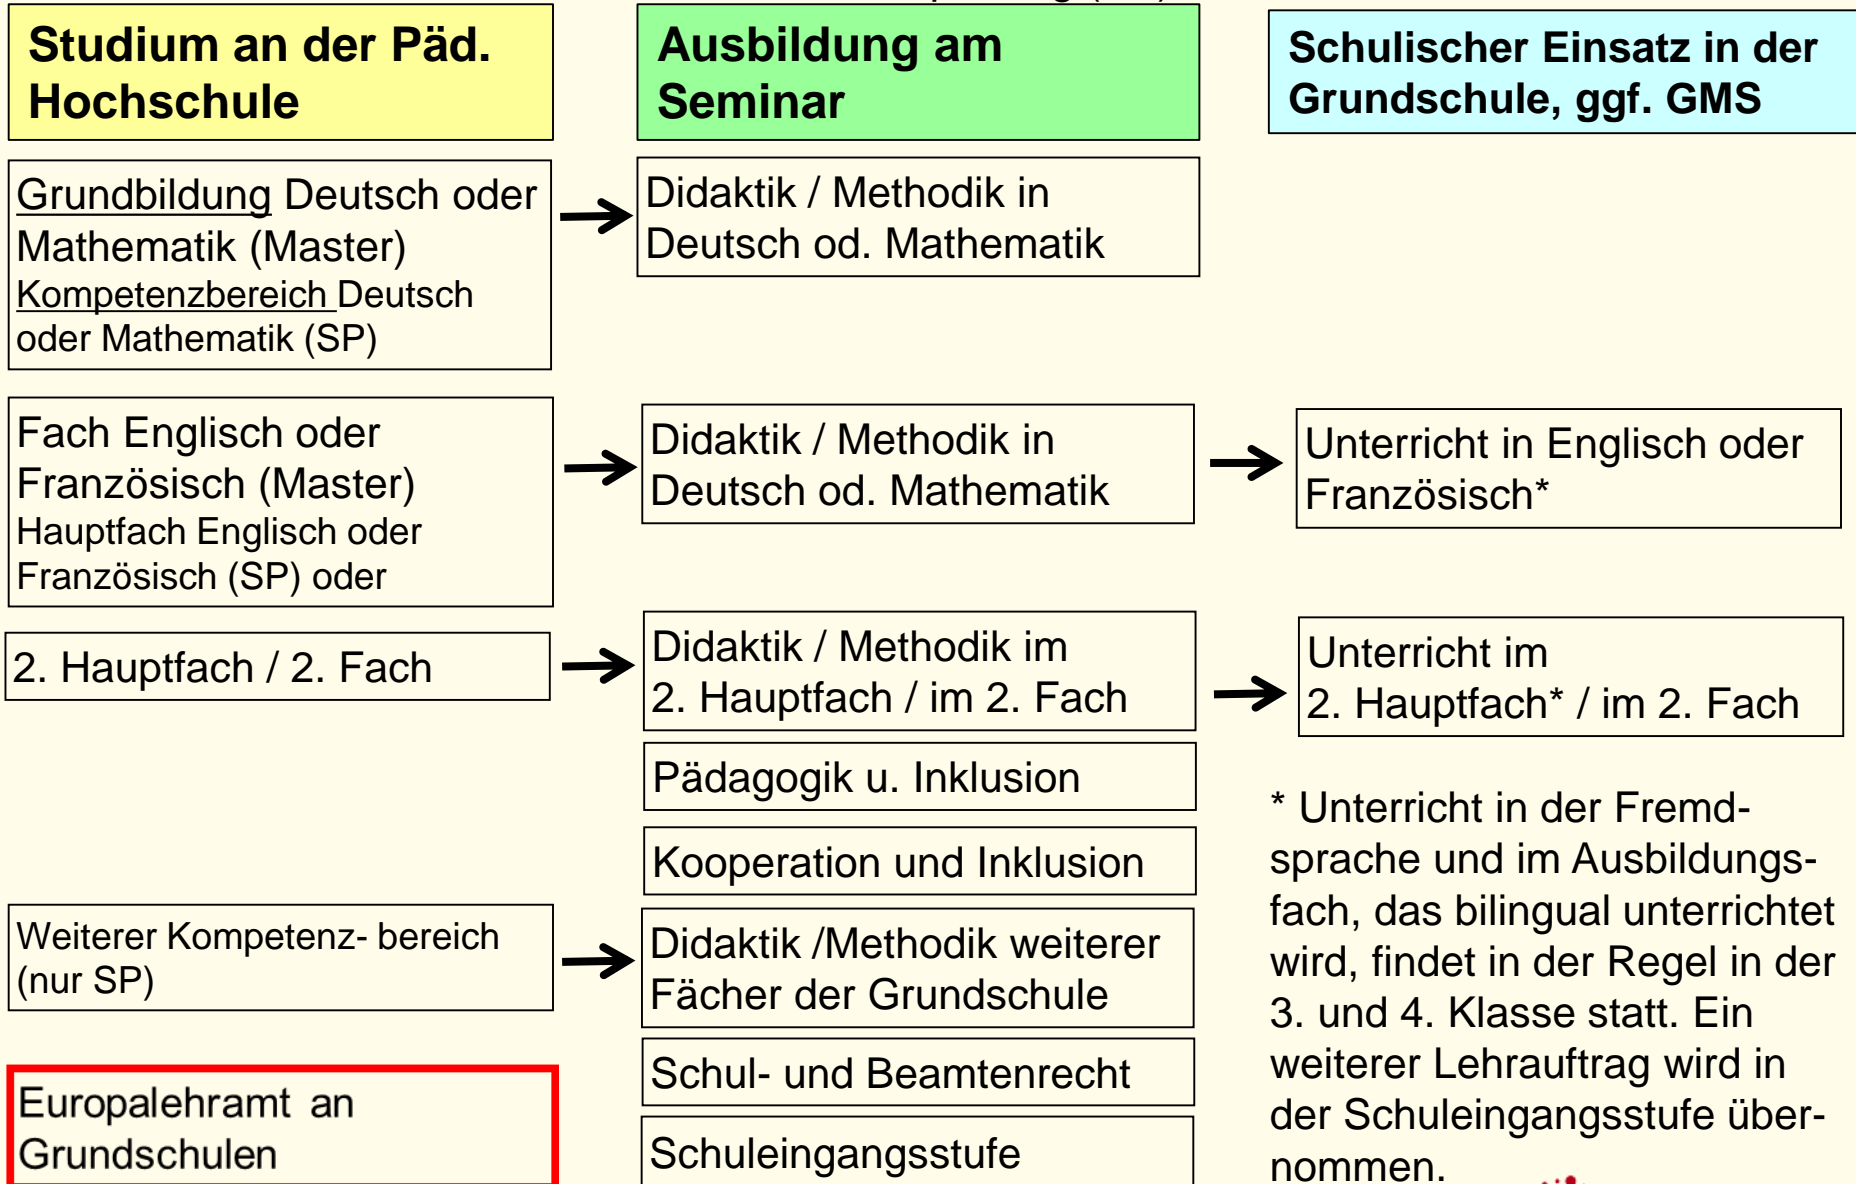 Studium an der Päd.
Hochschule
Ausbildung am
Seminar
Schulischer Einsatz in der
Grundschule, ggf. GMS
Grundbildung Deutsch oder
Mathematik (Master)
Kompetenzbereich Deutsch
oder Mathematik (SP)
Didaktik / Methodik in
Deutsch od. Mathematik
Fach Englisch oder
Französisch (Master)
Hauptfach Englisch oder
Französisch (SP) oder
Didaktik / Methodik in
Deutsch od. Mathematik
Unterricht in Englisch oder
Französisch*
2. Hauptfach / 2. Fach
Didaktik / Methodik im
2. Hauptfach / im 2. Fach
Unterricht im
2. Hauptfach* / im 2. Fach
Pädagogik u. Inklusion
Kooperation und Inklusion
Weiterer Kompetenz- bereich
(nur SP)
Didaktik /Methodik weiterer
Fächer der Grundschule
Schul- und Beamtenrecht
Schuleingangsstufe
Europalehramt an
Grundschulen
* Unterricht in der Fremd-
sprache und im Ausbildungs-
fach, das bilingual unterrichtet
wird, findet in der Regel in der
3. und 4. Klasse statt. Ein
weiterer Lehrauftrag wird in
der Schuleingangsstufe über-
nommen.